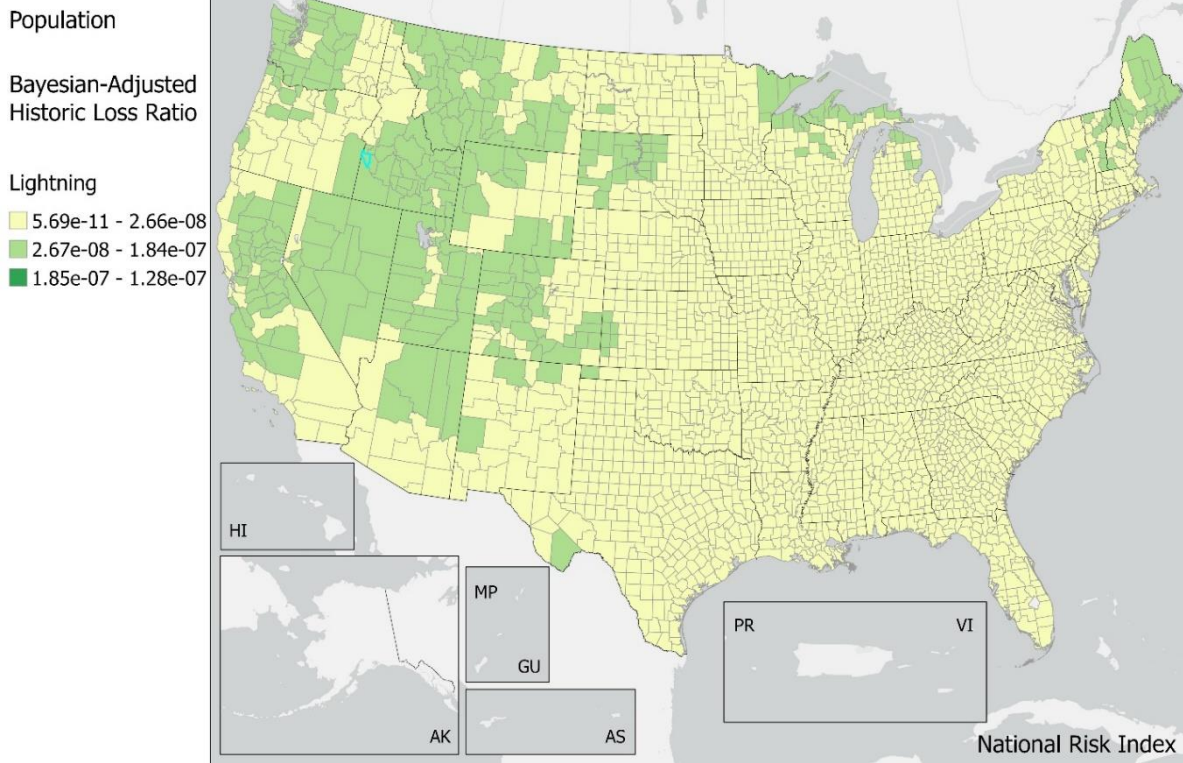 Population
Bayesian-Adjusted
Historic Loss Ratio
Lightning
5.69e-11 - 2.66e-08
2.67e-08 - 1.84e-07
1.85e-07 - 1.28e-07
HI
AK
MP
GU
AS
PR
VI
National Risk Index